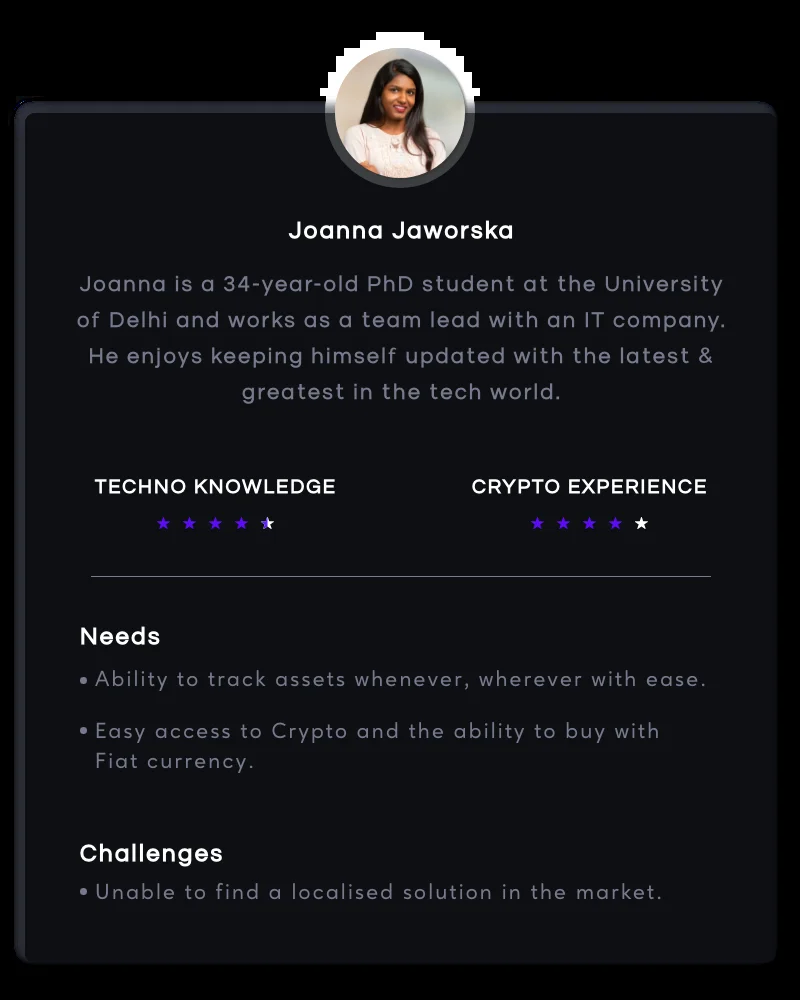 Joanna Jaworska
Joanna is a 34-year-old PhD student at the University
of Delhi and works as a team lead with an IT company.
He enjoys keeping himself updated with the latest &
greatest in the tech world.
TECHNO KNOWLEDGE
CRYPTO EXPERIENCE
Needs
• Ability to track assets whenever, wherever with ease.
• Easy access to Crypto and the ability to buy with
Fiat currency.
Challenges
• Unable to find a localised solution in the market.